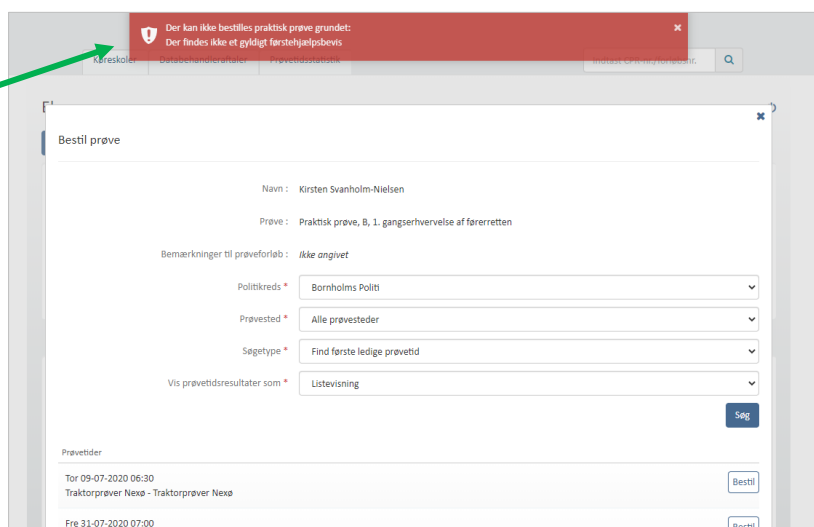 Der kan ikke bestilles praktisk prøve grundet:
Der findes ikke et gyldigt førstehjælpsbevis
Køreskoler Databehandleraftaler Prøvetidsstatistik Indtast CPR-nr./forløbsnr.
Bestil prøve
Navn : Kirsten Svanholm-Nielsen
Prøve : Praktisk prøve, B, 1. gangserhvervelse af førerretten
Bemærkninger til prøveforløb : Ikke angivet
Politikreds * Bornholms Politi
Prøvested * Alle prøvesteder
Søgetype * Find første ledige prøvetid
Vis prøvetidsresultater som * Listevisning
Søg
Prøvetider
Tor 09-07-2020 06:30
Traktorprøver Nexø - Traktorprøver Nexø
Bestil
Fre 31-07-2020 07:00
Bestil